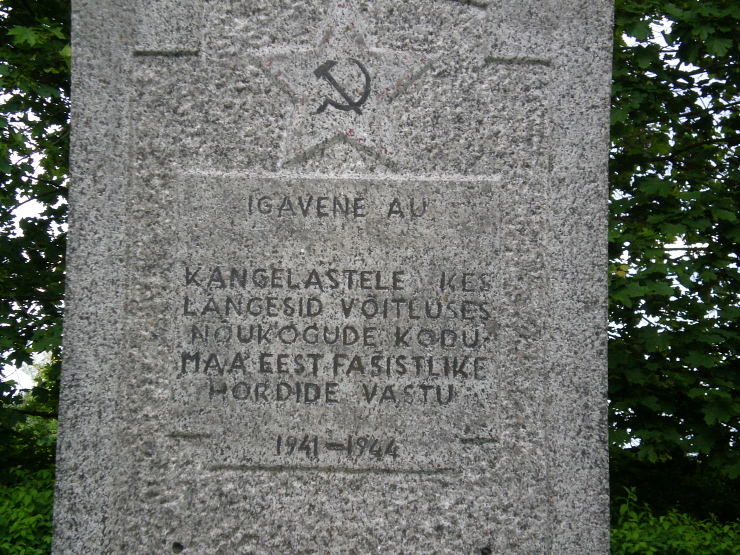 IGAVENE AU
KANGELASTELE KES
LANGESID VÕITLUSES
NÕUKOGUDE KODU-
MAA EEST FAŠISTLIKE
HORDIDE VASTU
1941-1944